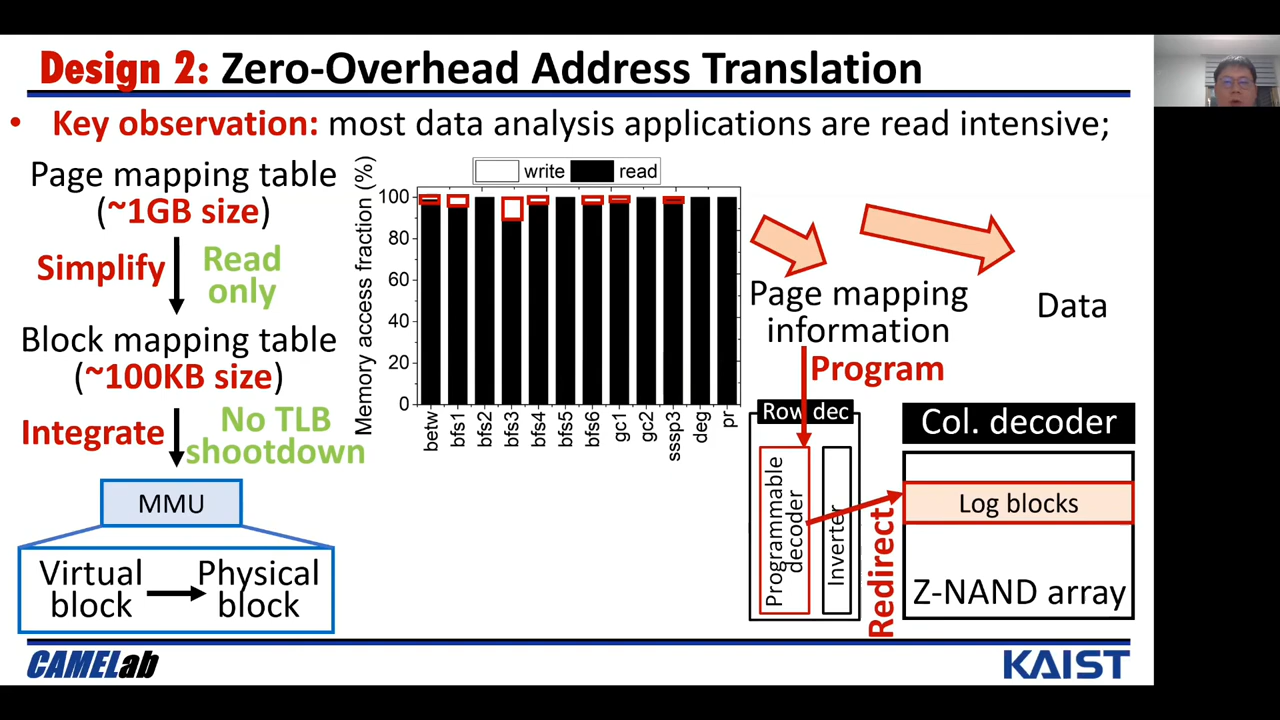 Design 2: Zero-Overhead Address Translation
• Key observation: most data analysis applications are read intensive;
Page mapping table
(~1GB size)
Simplify
Read
only
Block mapping table
(~100KB size)
Integrate
No TLB
shootdown
MMU
Virtual
block
Physical
block
write
read
Memory access fraction (%)
100
80
60
40
20
0
betw
bfs1
bfs2
bfs3
bfs4
bfs5
bfs6
gc1
gc2
sssp3
deg
pr
Page mapping
information
Data
Program
Row dec
Programmable
decoder
Inverter
Redirect
Col. decoder
Log blocks
Z-NAND array
CAMELab
KAIST